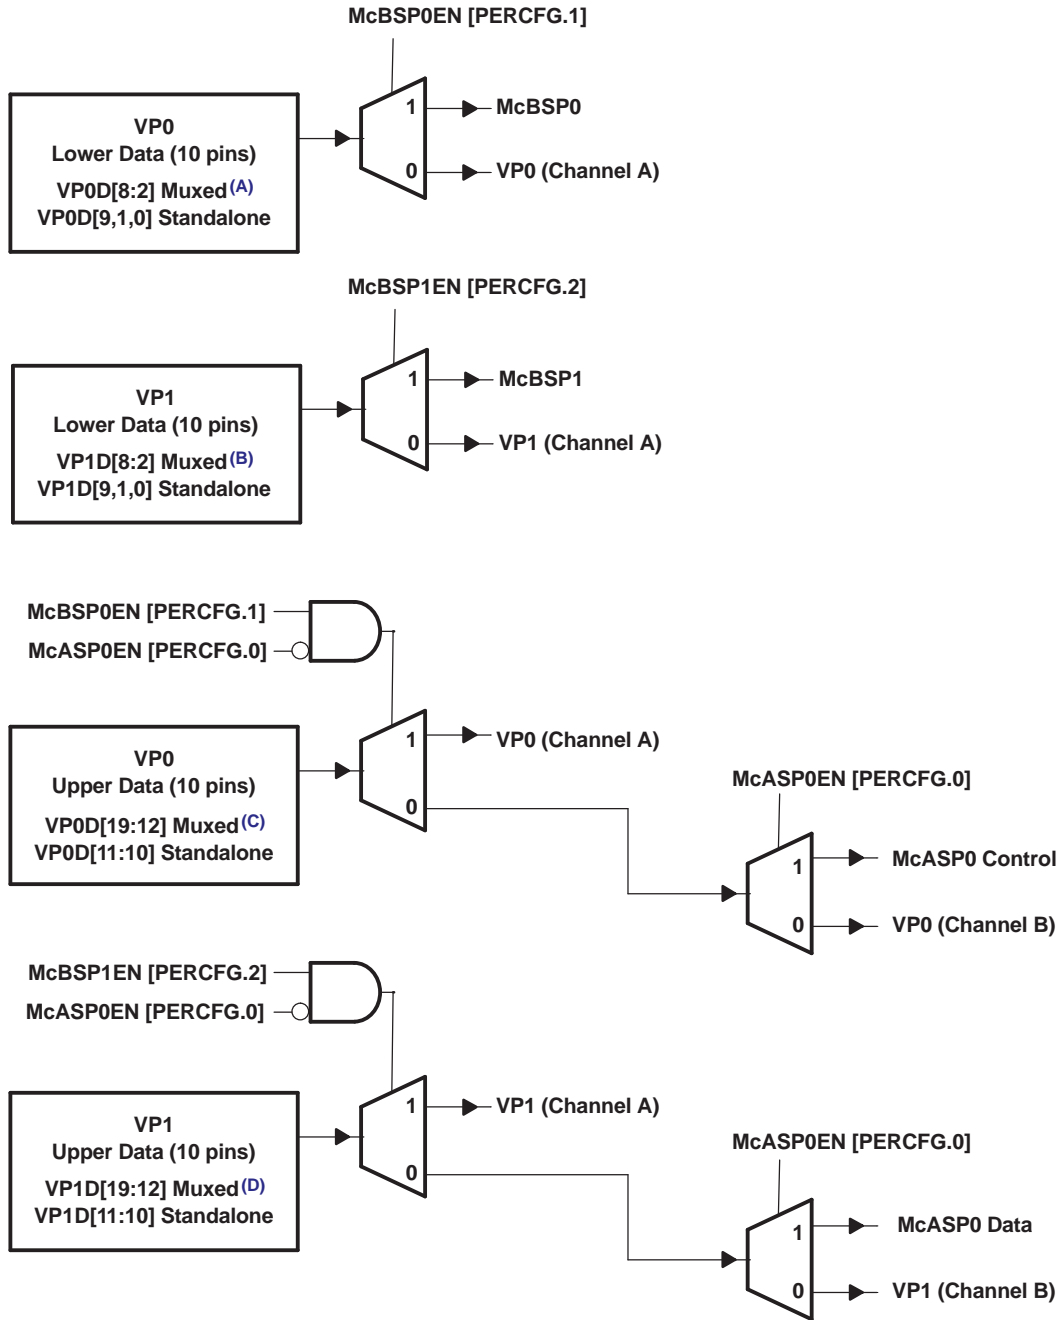 McBSP0EN [PERCFG.1]
VP0
Lower Data (10 pins)
VP0D[8:2] Muxed (A)
VP0D[9,1,0] Standalone
1
0
McBSP0
VP0 (Channel A)
McBSP1EN [PERCFG.2]
VP1
Lower Data (10 pins)
VP1D[8:2] Muxed (B)
VP1D[9,1,0] Standalone
1
0
McBSP1
VP1 (Channel A)
McBSP0EN [PERCFG.1]
McASP0EN [PERCFG.0]
VP0
Upper Data (10 pins)
VP0D[19:12] Muxed (C)
VP0D[11:10] Standalone
1
0
VP0 (Channel A)
McASP0EN [PERCFG.0]
1
0
McASP0 Control
VP0 (Channel B)
McBSP1EN [PERCFG.2]
McASP0EN [PERCFG.0]
VP1
Upper Data (10 pins)
VP1D[19:12] Muxed (D)
VP1D[11:10] Standalone
1
0
VP1 (Channel A)
McASP0EN [PERCFG.0]
1
0
McASP0 Data
VP1 (Channel B)